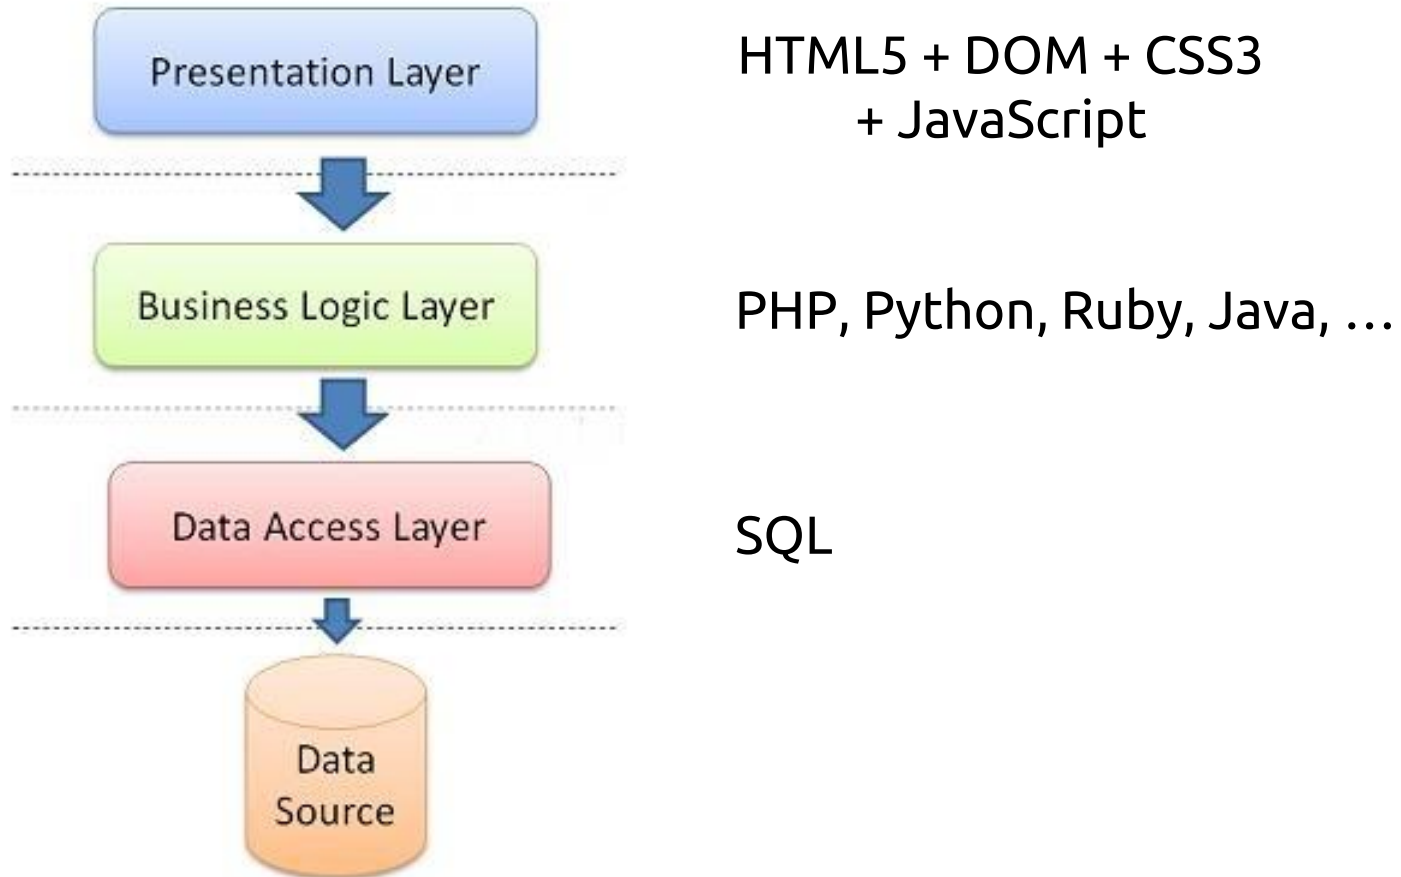 Presentation Layer
HTML5 + DOM + CSS3
+ JavaScript
Business Logic Layer
PHP, Python, Ruby, Java, …
Data Access Layer
SQL
Data
Source